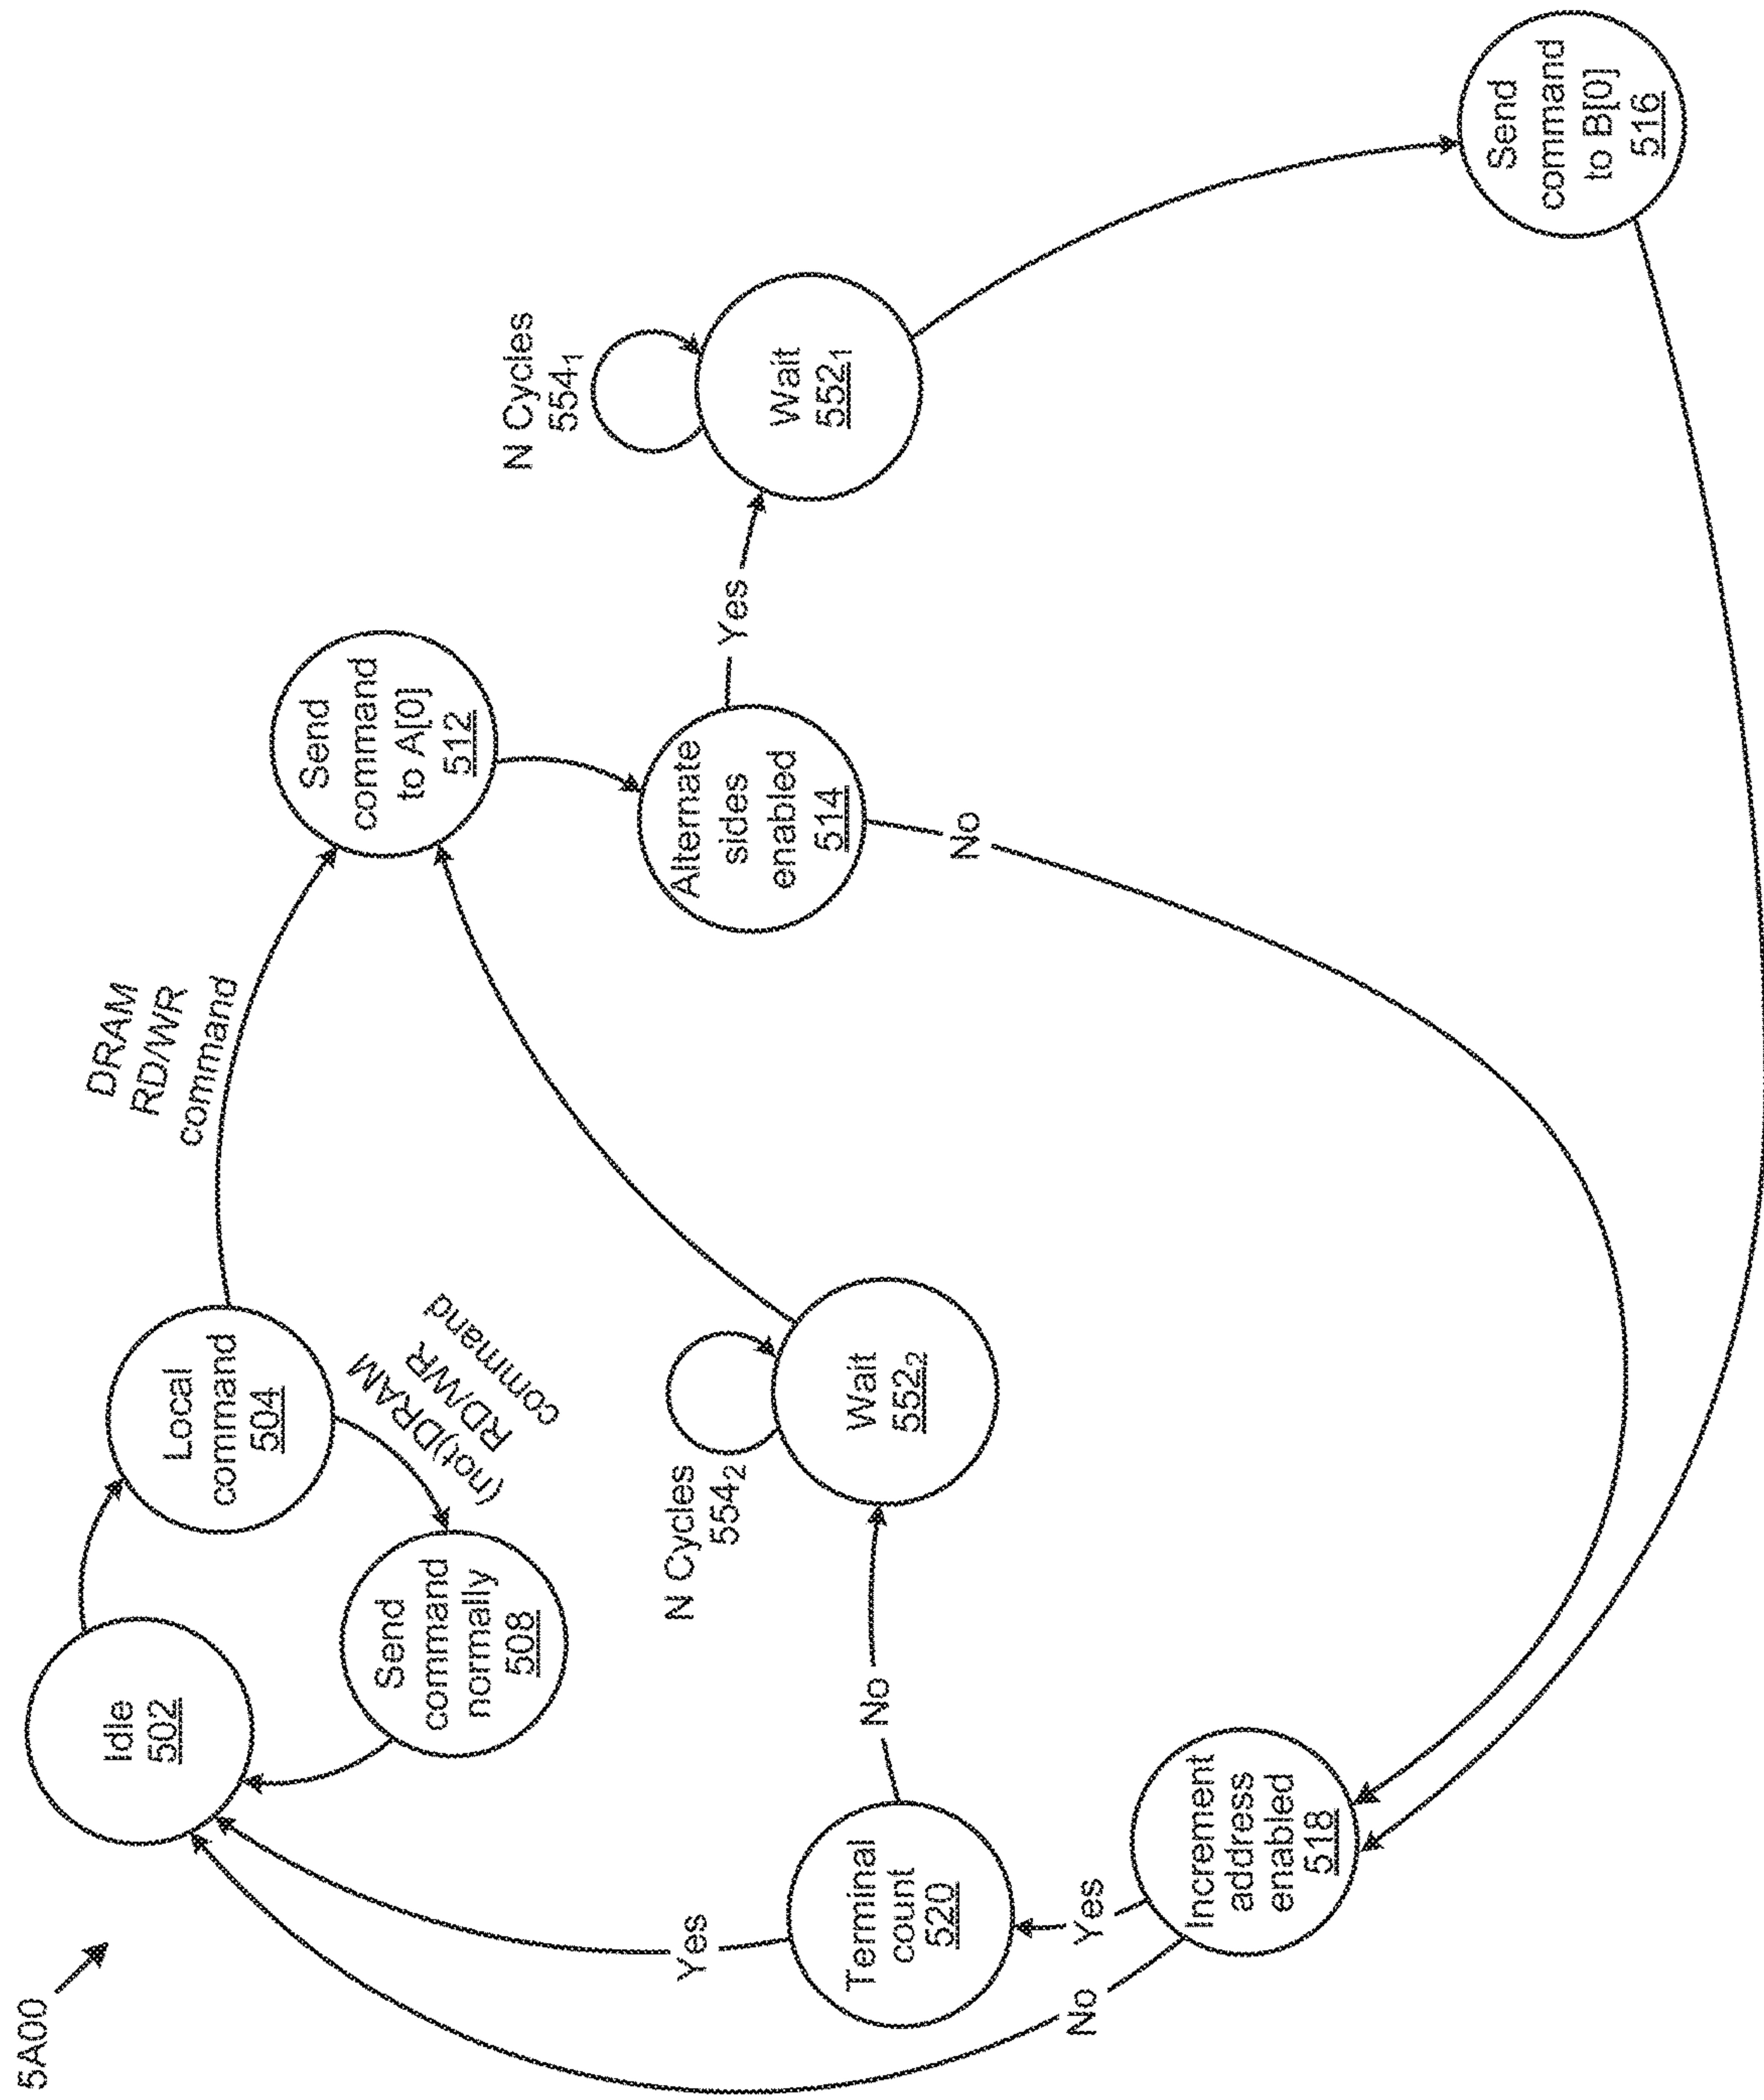 5A00
Idle
502
Local
command
504
DRAM
RD/WR
command
(not)DRAM
RD/WR
command
Send
command
normally
508
Send
command
to A[0]
512
Alternate
sides
enabled
514
Yes
No
N Cycles
554₁
Wait
552₁
Send
command
to B[0]
516
N Cycles
554₂
Wait
552₂
No
Terminal
count
520
Yes
Yes
Increment
address
enabled
518
No